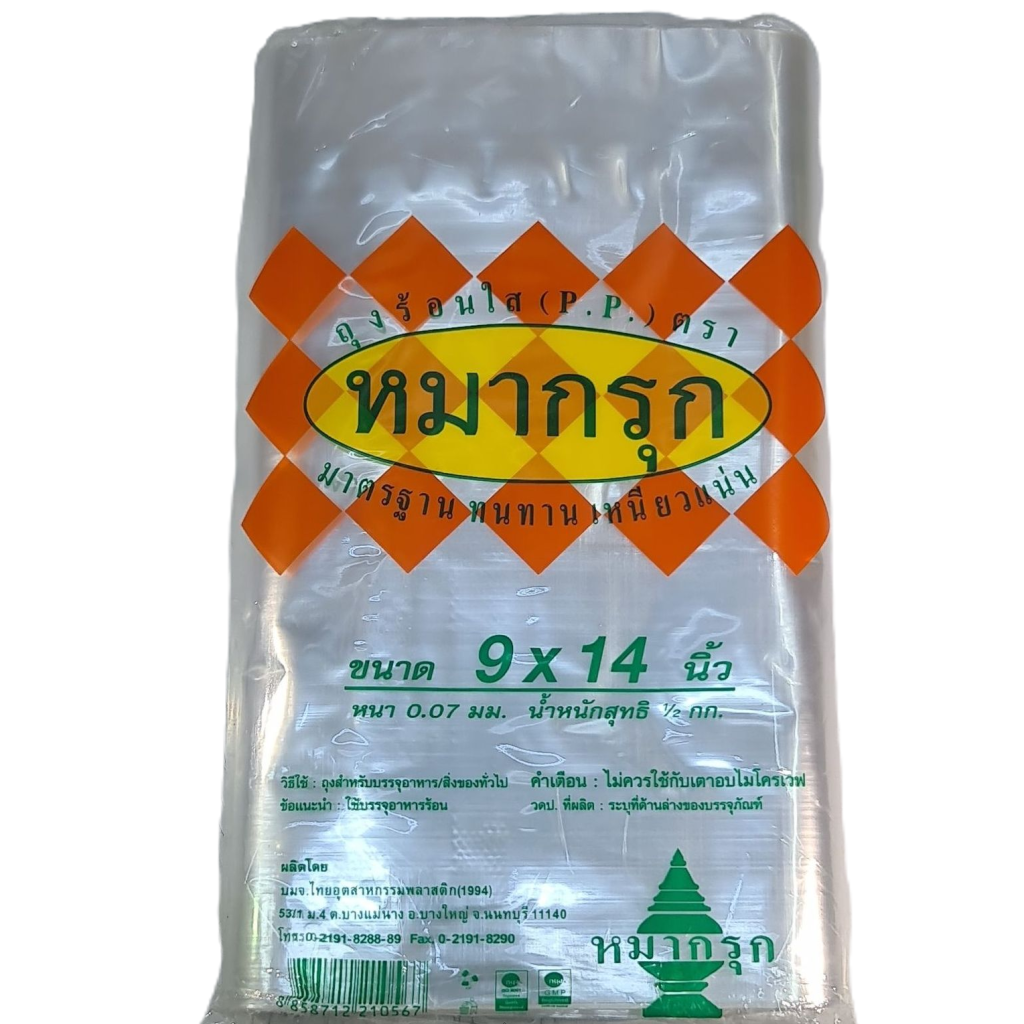 ถุงร้อนใส (P.P.) ตรา
หมากรุก
มาตรฐาน ทนทาน เหนียวแน่น
ขนาด 9 x 14 นิ้ว
หนา 0.07 มม. น้ำหนักสุทธิ ½ กก.
วิธีใช้ : ถุงสำหรับบรรจุอาหาร/สิ่งของทั่วไป คำเตือน : ไม่ควรใช้กับเตาอบไมโครเวฟ
ข้อแนะนำ : ใช้บรรจุอาหารร้อน วดป. ที่ผลิต : ระบุที่ด้านล่างของบรรจุภัณฑ์
ผลิตโดย
บมจ.ไทยอุตสาหกรรมพลาสติก(1994)
53/1 ม.4 ต.บางแม่นาง อ.บางใหญ่ จ.นนทบุรี 11140
โทร.0-2191-8288-89 Fax. 0-2191-8290
หมากรุก
8 858712 210567
GMP